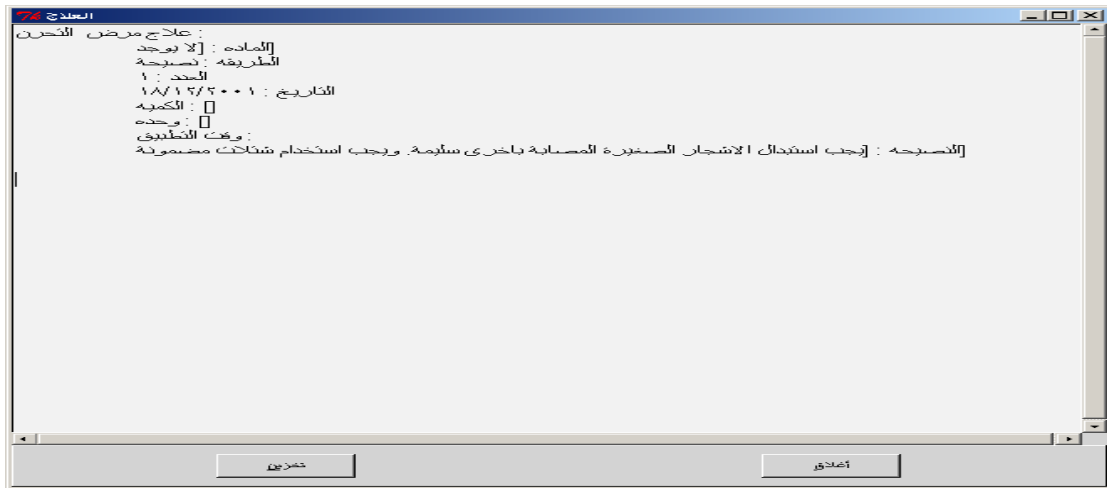 العلاج
علاج مرض التحرن :
[الماده : [لا يوجد
الطريقه : نصيحة
العدد : ١
التاريخ : ١٨/١٢/٢٠٠١
[] : الكميه
[] : وحده
وقت التطبيق :
[النصيحه : [يجب استبدال الاشجار الصغيرة المصابة باخرى سليمة. ويجب استخدام شتلات مضمونة
تخزين
أغلاق